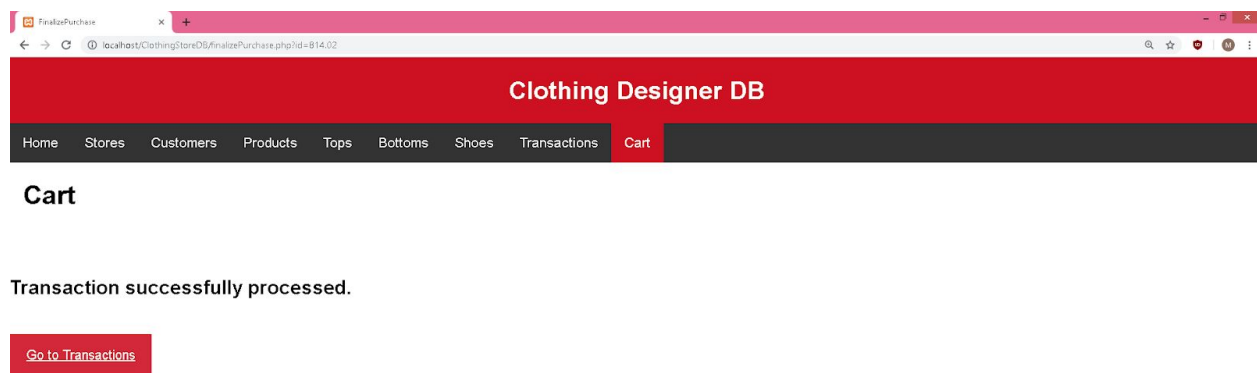 FinalizePurchase
localhost/ClothingStoreDB/finalizePurchase.php?id=814.02
M
Clothing Designer DB
Home Stores Customers Products Tops Bottoms Shoes Transactions Cart
Cart
Transaction successfully processed.
Go to Transactions